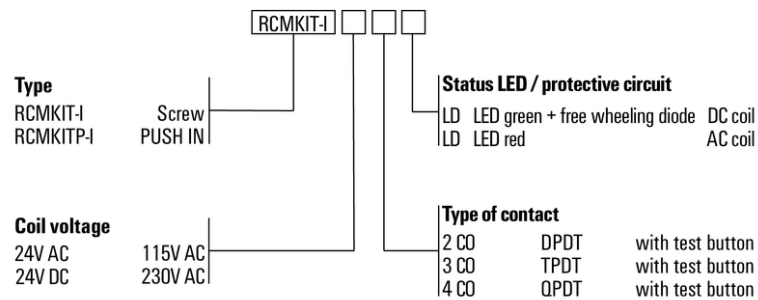 RCMKIT-I
Type
RCMKIT-I Screw
RCMKITP-I PUSH IN
Status LED / protective circuit
LD LED green + free wheeling diode DC coil
LD LED red AC coil
Coil voltage
24V AC 115V AC
24V DC 230V AC
Type of contact
2 CO DPDT with test button
3 CO TPDT with test button
4 CO QPDT with test button